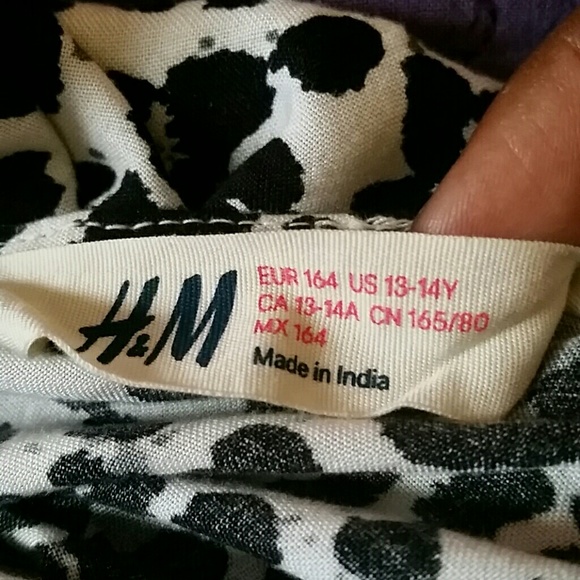 H&M
EUR 164 US 13-14Y
CA 13-14A CN 165/80
MX 164
Made in India